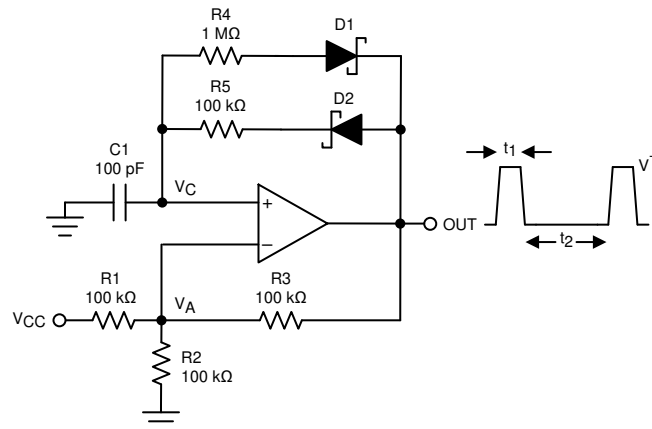 R4
1 MΩ
D1
R5
100 kΩ
D2
C1
100 pF
VC
+
–
OUT
t1
V
t2
R1
100 kΩ
VA
R3
100 kΩ
VCC
R2
100 kΩ